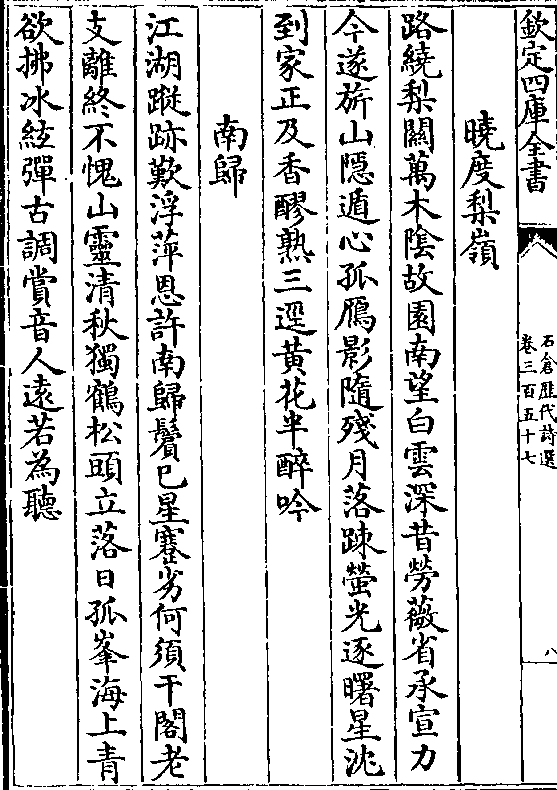 欽定四庫全書
石倉歷代詩選
卷三百五十七
八
曉度梨嶺
路繞梨關萬木陰故園南望白雲深昔勞薇省承宣力
今遂旂山隱遁心孤鴈影隨殘月落踈螢光逐曙星沈
到家正及香醪熟三逕黄花半醉吟
南歸
江湖蹤跡歎浮萍恩許南歸鬢已星蹇劣何須干閣老
支離終不愧山靈清秋獨鶴松頭立落日孤峯海上青
欲拂冰絃彈古調賞音人遠若為聽